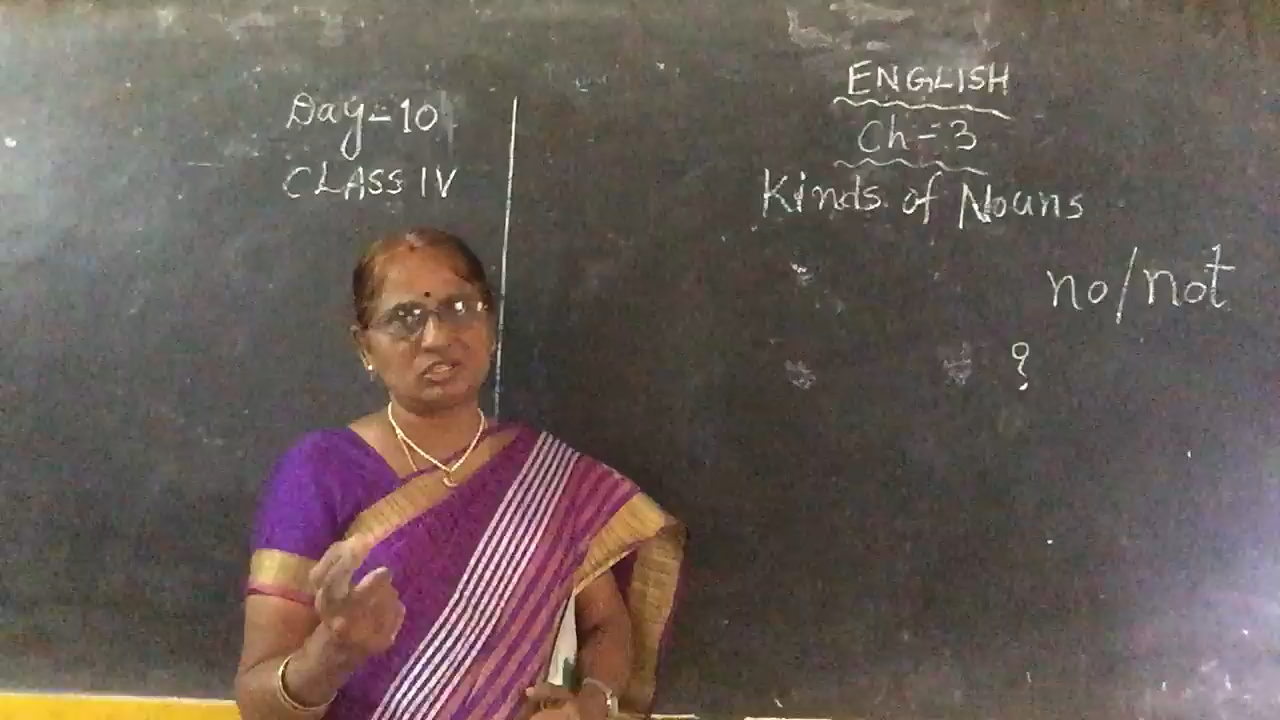 Day-10
CLASS IV
ENGLISH
Ch-3
Kinds of Nouns
no/not
?